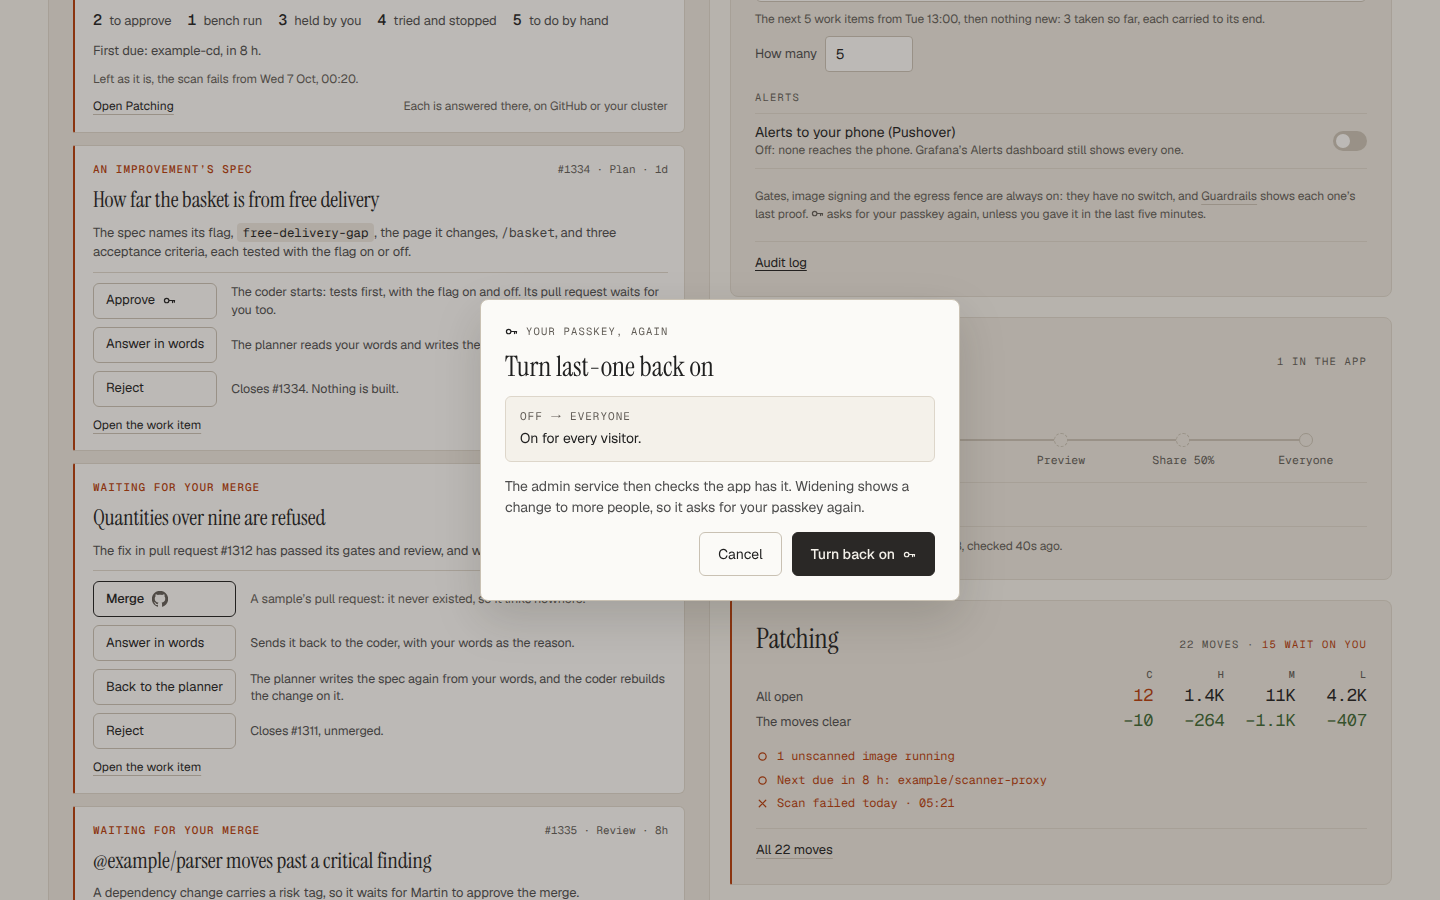 2 to approve 1 bench run 3 held by you 4 tried and stopped 5 to do by hand
First due: example-cd, in 8 h.
Left as it is, the scan fails from Wed 7 Oct, 00:20.
Open Patching
Each is answered there, on GitHub or your cluster
AN IMPROVEMENT'S SPEC
#1334 · Plan · 1d
How far the basket is from free delivery
The spec names its flag, free-delivery-gap, the page it changes, /basket, and three
acceptance criteria, each tested with the flag on or off.
Approve
The coder starts: tests first, with the flag on and off. Its pull request waits for
you too.
Answer in words
The planner reads your words and writes the
Reject
Closes #1334. Nothing is built.
Open the work item
WAITING FOR YOUR MERGE
Quantities over nine are refused
The fix in pull request #1312 has passed its gates and review, and w
Merge
A sample's pull request: it never existed, so it links nowhere.
Answer in words
Sends it back to the coder, with your words as the reason.
Back to the planner
The planner writes the spec again from your words, and the coder rebuilds
the change on it.
Reject
Closes #1311, unmerged.
Open the work item
WAITING FOR YOUR MERGE
#1335 · Review · 8h
@example/parser moves past a critical finding
A dependency change carries a risk tag, so it waits for Martin to approve the merge.
The next 5 work items from Tue 13:00, then nothing new: 3 taken so far, each carried to its end.
How many 5
ALERTS
Alerts to your phone (Pushover)
Off: none reaches the phone. Grafana's Alerts dashboard still shows every one.
Gates, image signing and the egress fence are always on: they have no switch, and Guardrails shows each one's
last proof. asks for your passkey again, unless you gave it in the last five minutes.
Audit log
1 IN THE APP
Preview
Share 50%
Everyone
, checked 40s ago.
Patching
22 MOVES · 15 WAIT ON YOU
C H M L
All open 12 1.4K 11K 4.2K
The moves clear −10 −264 −1.1K −407
1 unscanned image running
Next due in 8 h: example/scanner-proxy
Scan failed today · 05:21
All 22 moves
YOUR PASSKEY, AGAIN
Turn last-one back on
OFF → EVERYONE
On for every visitor.
The admin service then checks the app has it. Widening shows a
change to more people, so it asks for your passkey again.
Cancel
Turn back on